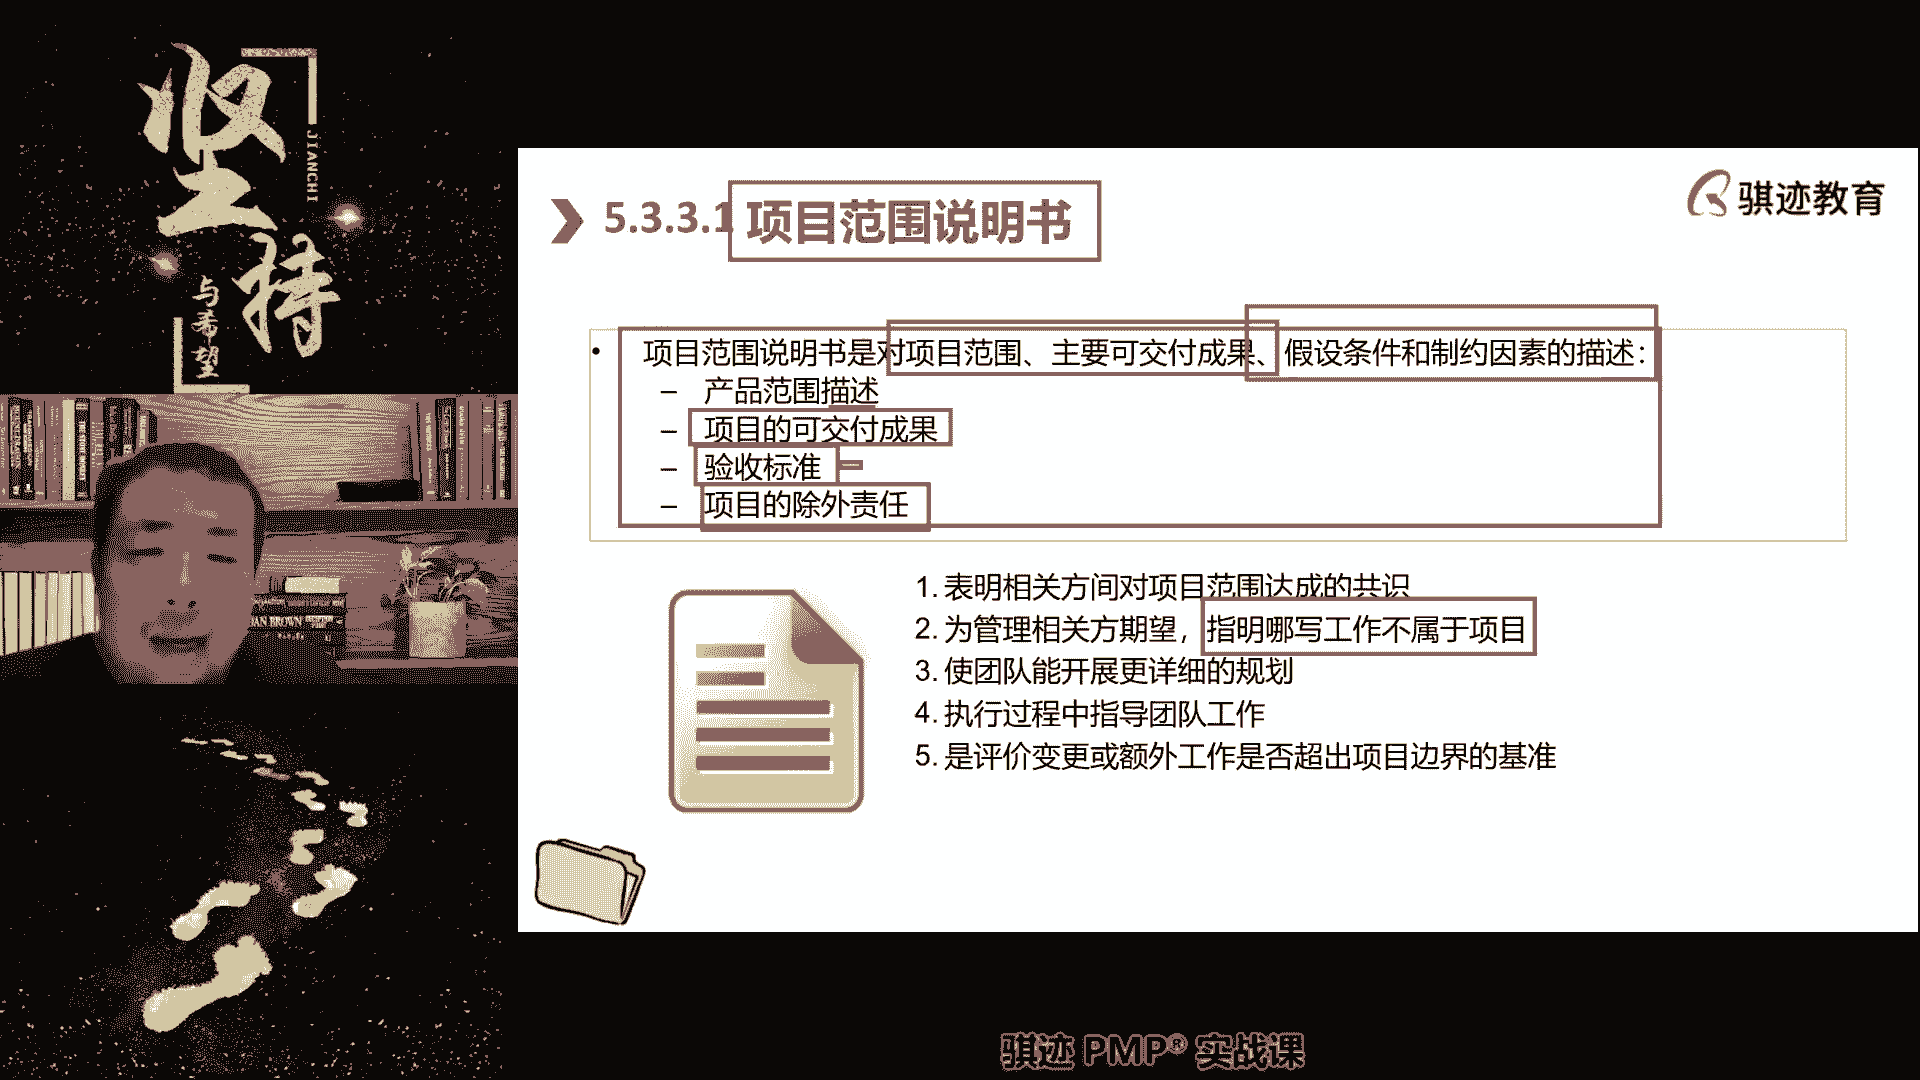 坚持
JIANCHI
与希望
DAN BROWN
骐迹教育
5.3.3.1 项目范围说明书
• 项目范围说明书是对项目范围、主要可交付成果、假设条件和制约因素的描述：
– 产品范围描述
– 项目的可交付成果
– 验收标准
– 项目的除外责任
1. 表明相关方间对项目范围达成的共识
2. 为管理相关方期望，指明哪写工作不属于项目
3. 使团队能开展更详细的规划
4. 执行过程中指导团队工作
5. 是评价变更或额外工作是否超出项目边界的基准
骐迹 PMP® 实战课